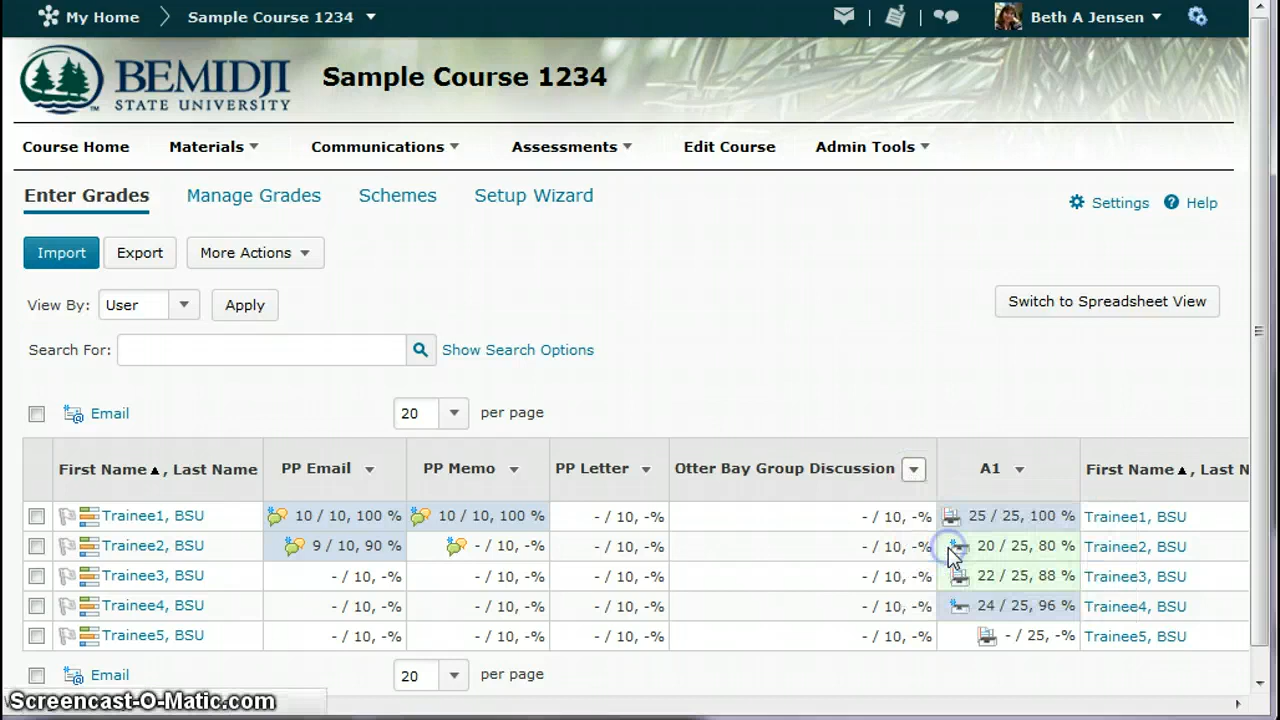 My Home Sample Course 1234 Beth A Jensen
BEMIDJI
STATE UNIVERSITY
Sample Course 1234
Course Home Materials Communications Assessments Edit Course Admin Tools
Enter Grades Manage Grades Schemes Setup Wizard
Settings Help
Import Export More Actions
View By: User Apply Switch to Spreadsheet View
Search For: Show Search Options
Email 20 per page
First Name, Last Name PP Email PP Memo PP Letter Otter Bay Group Discussion A1 First Name, Last N
Trainee1, BSU 10 / 10, 100 % 10 / 10, 100 % - / 10, -% - / 10, -% 25 / 25, 100 % Trainee1, BSU
Trainee2, BSU 9 / 10, 90 % - / 10, -% - / 10, -% - / 10, -% 20 / 25, 80 % Trainee2, BSU
Trainee3, BSU - / 10, -% - / 10, -% - / 10, -% - / 10, -% 22 / 25, 88 % Trainee3, BSU
Trainee4, BSU - / 10, -% - / 10, -% - / 10, -% - / 10, -% 24 / 25, 96 % Trainee4, BSU
Trainee5, BSU - / 10, -% - / 10, -% - / 10, -% - / 10, -% - / 25, -% Trainee5, BSU
Email 20 per page
Screencast-O-Matic.com